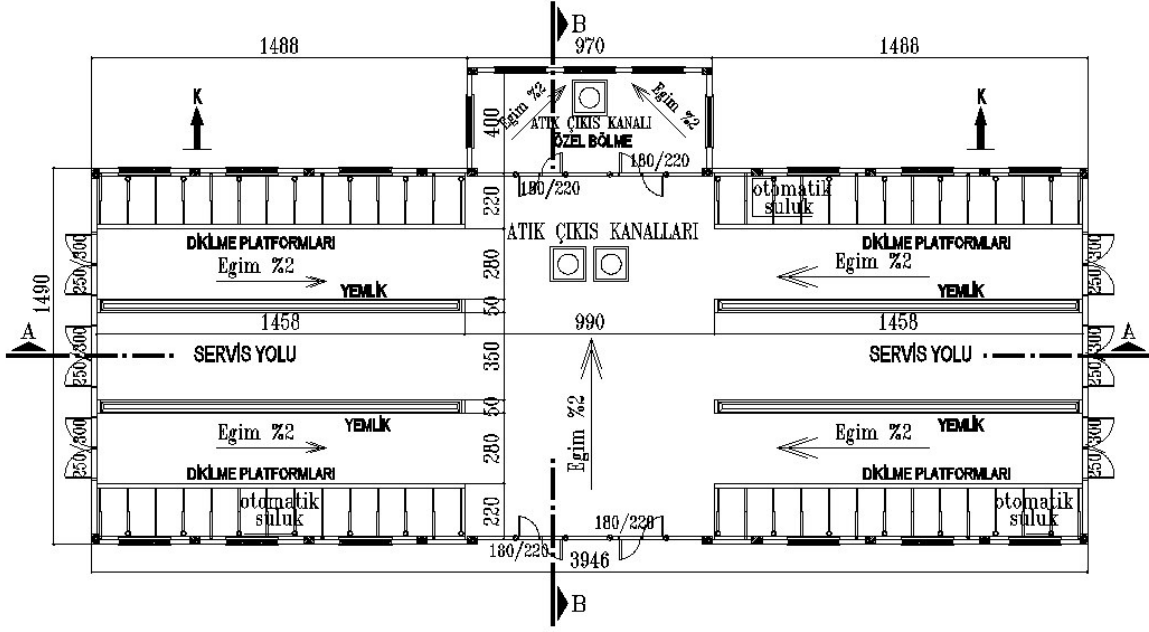 B
1488
970
1488
K
K
Egim %2
Egim %2
400
ATIK ÇIKIS KANALI
ÖZEL BÖLME
180/220
180/220
220
otomatik
suluk
DİKİLME PLATFORMLARI
ATIK ÇIKIS KANALLARI
DİKİLME PLATFORMLARI
250/300
Egim %2
280
Egim %2
250/300
1490
YEMLİK
50
YEMLİK
1458
990
1458
A
A
250/300
SERVİS YOLU
350
SERVİS YOLU
250/300
YEMLİK
50
YEMLİK
250/300
Egim %2
280
Egim %2
Egim %2
250/300
DİKİLME PLATFORMLARI
DİKİLME PLATFORMLARI
otomatik
suluk
220
180/220
otomatik
suluk
180/220
3946
B